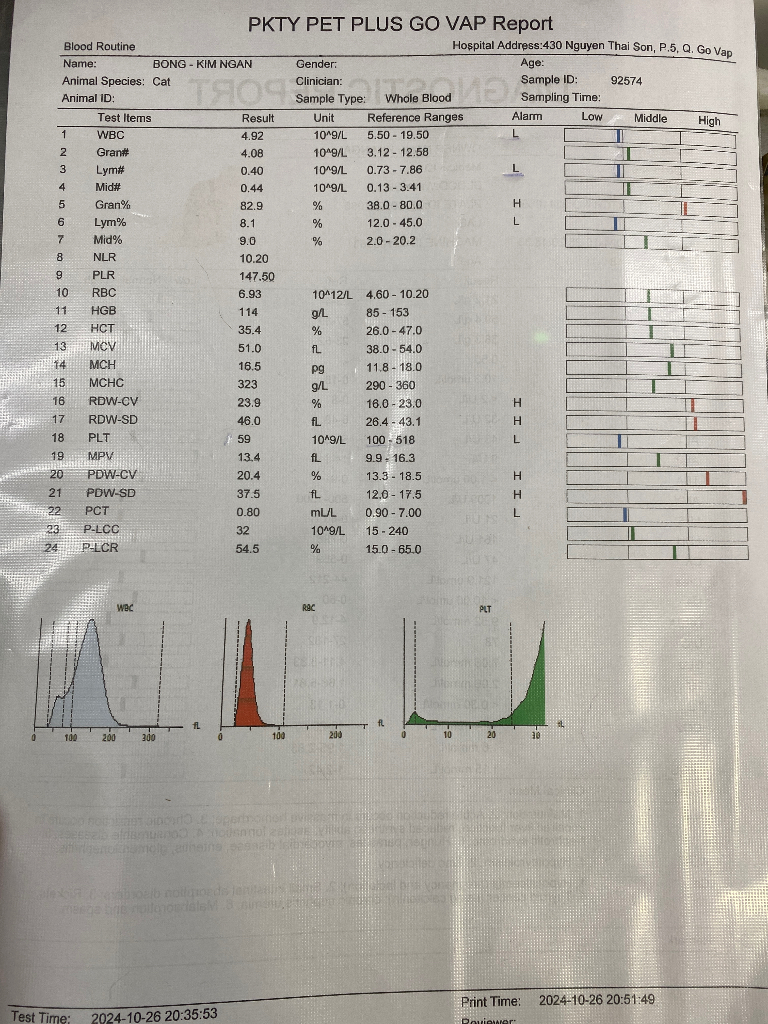 PKTY PET PLUS GO VAP Report
Blood Routine Hospital Address:430 Nguyen Thai Son, P.5, Q. Go Vap
Name: BONG - KIM NGAN Gender: Age:
Animal Species: Cat Clinician: Sample ID: 92574
Animal ID: Sample Type: Whole Blood Sampling Time:
Test Items Result Unit Reference Ranges Alarm Low Middle High
1 WBC 4.92 10^9/L 5.50 - 19.50 L
2 Gran# 4.08 10^9/L 3.12 - 12.58
3 Lym# 0.40 10^9/L 0.73 - 7.86 L
4 Mid# 0.44 10^9/L 0.13 - 3.41
5 Gran% 82.9 % 38.0 - 80.0 H
6 Lym% 8.1 % 12.0 - 45.0 L
7 Mid% 9.0 % 2.0 - 20.2
8 NLR 10.20
9 PLR 147.50
10 RBC 6.93 10^12/L 4.60 - 10.20
11 HGB 114 g/L 85 - 153
12 HCT 35.4 % 26.0 - 47.0
13 MCV 51.0 fL 38.0 - 54.0
14 MCH 16.5 pg 11.8 - 18.0
15 MCHC 323 g/L 290 - 360
16 RDW-CV 23.9 % 16.0 - 23.0 H
17 RDW-SD 46.0 fL 26.4 - 43.1 H
18 PLT 59 10^9/L 100 - 518 L
19 MPV 13.4 fL 9.9 - 16.3
20 PDW-CV 20.4 % 13.3 - 18.5 H
21 PDW-SD 37.5 fL 12.0 - 17.5 H
22 PCT 0.80 mL/L 0.90 - 7.00 L
23 P-LCC 32 10^9/L 15 - 240
24 P-LCR 54.5 % 15.0 - 65.0
WBC RBC PLT
0 100 200 300 fL 0 100 200 fL 0 10 20 30 fL
Print Time: 2024-10-26 20:51:49
Test Time: 2024-10-26 20:35:53
Reviewer: